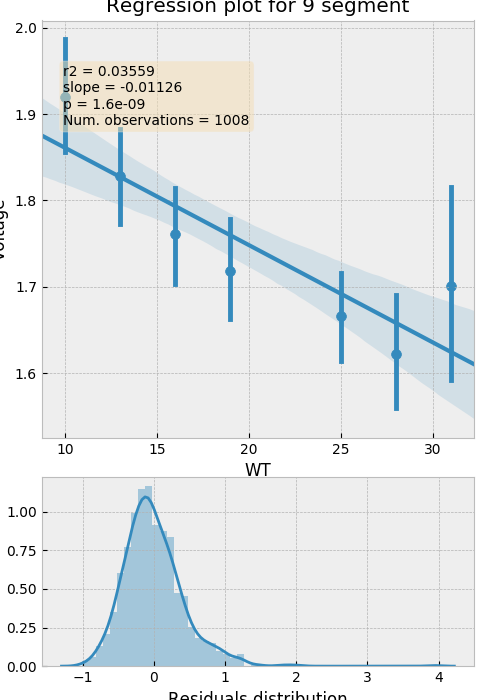 Regression plot for 9 segment
2.0
r2 = 0.03559
slope = -0.01126
p = 1.6e-09
Num. observations = 1008
1.9
1.8
Voltage
1.7
1.6
10 15 20 25 30
WT
1.00
0.75
0.50
0.25
0.00
−1 0 1 2 3 4
Residuals distribution